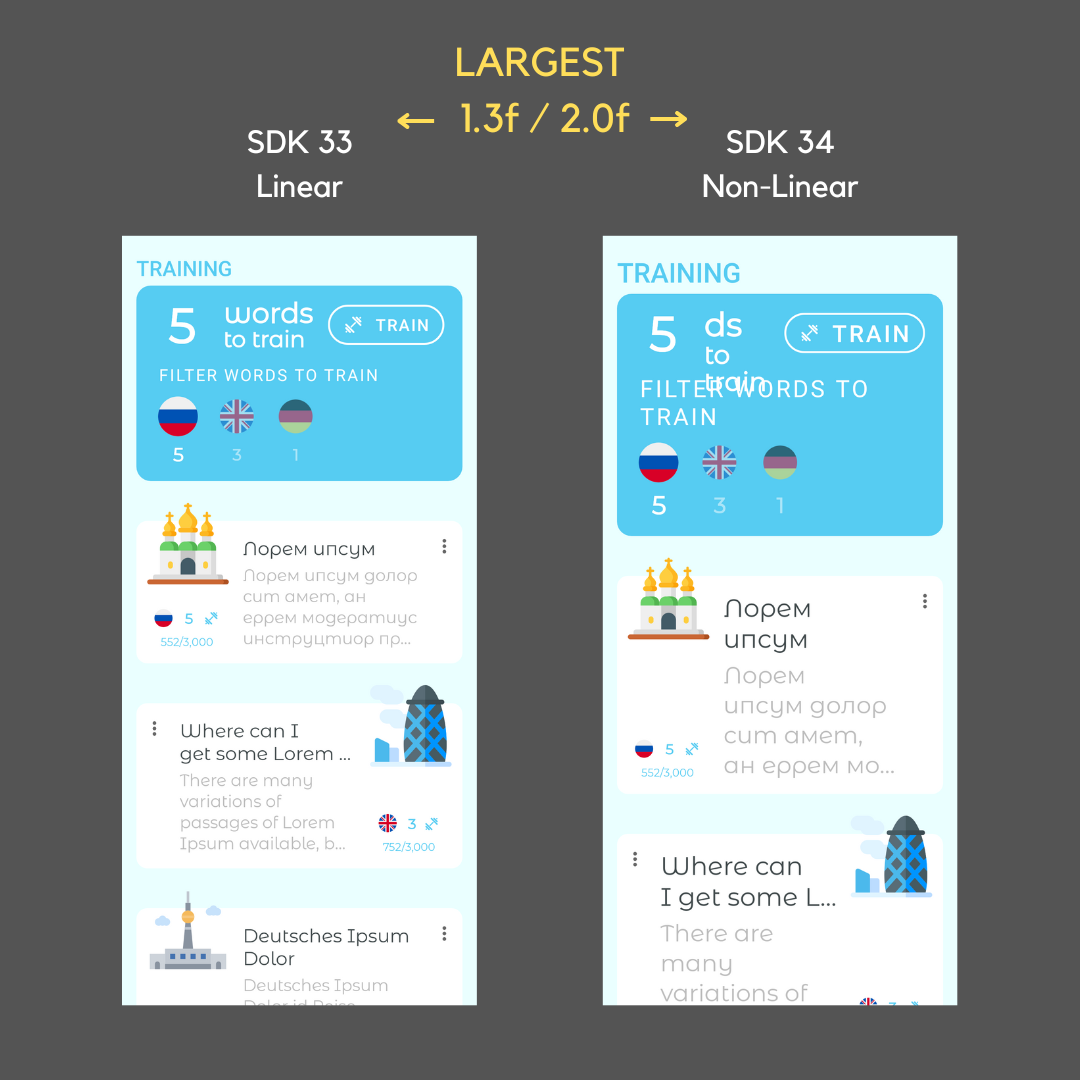 LARGEST
← 1.3f / 2.0f →
SDK 33
Linear
SDK 34
Non-Linear
TRAINING
5
words
to train
TRAIN
FILTER WORDS TO TRAIN
5
3
1
Лорем ипсум
Лорем ипсум долор
сит амет, ан
еррем модератиус
инструцтиор пр...
5
552/3,000
Where can I
get some Lorem ...
There are many
variations of
passages of Lorem
Ipsum available, b...
3
752/3,000
Deutsches Ipsum
Dolor
Deutsches Ipsum
TRAINING
5
ds
to
train
TRAIN
FILTER WORDS TO
TRAIN
5
3
1
Лорем
ипсум
Лорем
ипсум долор
сит амет,
ан еррем мо...
5
552/3,000
Where can
I get some L...
There are
many
variations of